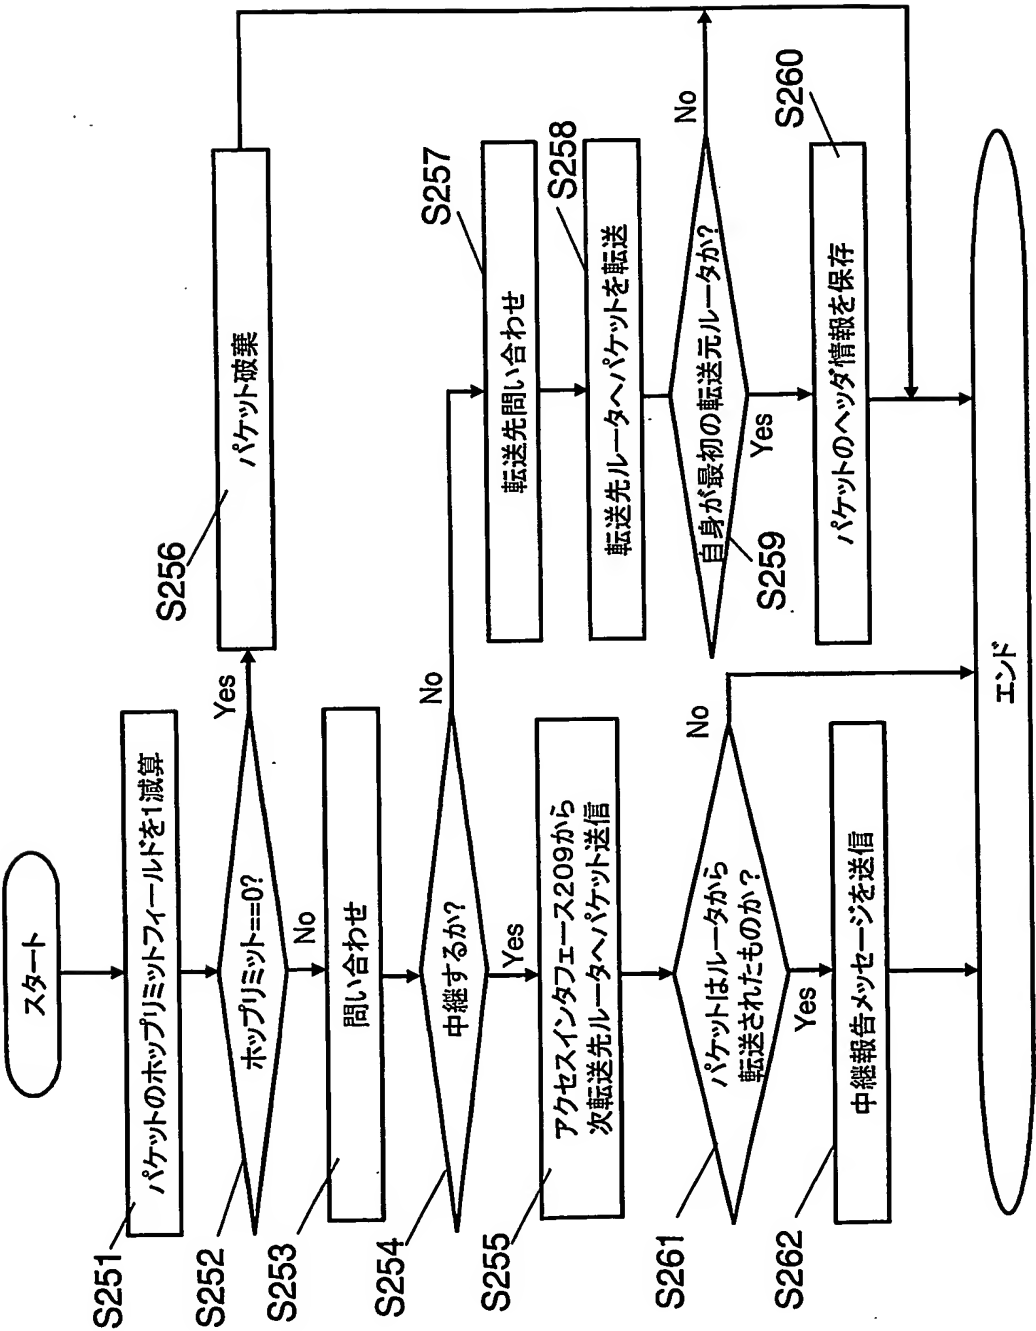 スタート
S251
パケットのホップリミットフィールドを1減算
S252
ホップリミット==0?
Yes
No
S256
パケット破棄
S253
問い合わせ
S254
中継するか?
No
Yes
S255
アクセスインタフェース209から
次転送先ルータへパケット送信
S261
パケットはルータから
転送されたものか?
No
Yes
S262
中継報告メッセージを送信
S257
転送先問い合わせ
S258
転送先ルータへパケットを転送
自身が最初の転送元ルータか?
S259
No
Yes
S260
パケットのヘッダ情報を保存
エンド